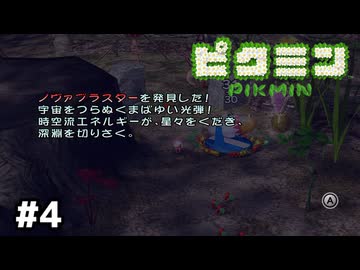 ピクミン
PIKMIN
30
ノヴァブラスターを発見した!
宇宙をつらぬくまばゆい光弾!
時空流エネルギーが、星々をくだき、
深淵を切りさく。
#4
A